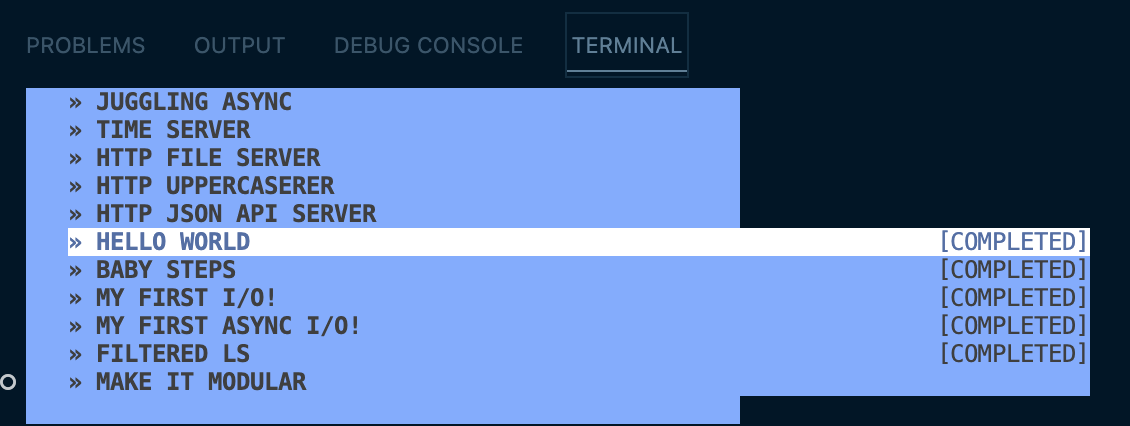 PROBLEMS OUTPUT DEBUG CONSOLE TERMINAL
» JUGGLING ASYNC
» TIME SERVER
» HTTP FILE SERVER
» HTTP UPPERCASERER
» HTTP JSON API SERVER
» HELLO WORLD [COMPLETED]
» BABY STEPS [COMPLETED]
» MY FIRST I/O! [COMPLETED]
» MY FIRST ASYNC I/O! [COMPLETED]
» FILTERED LS [COMPLETED]
» MAKE IT MODULAR